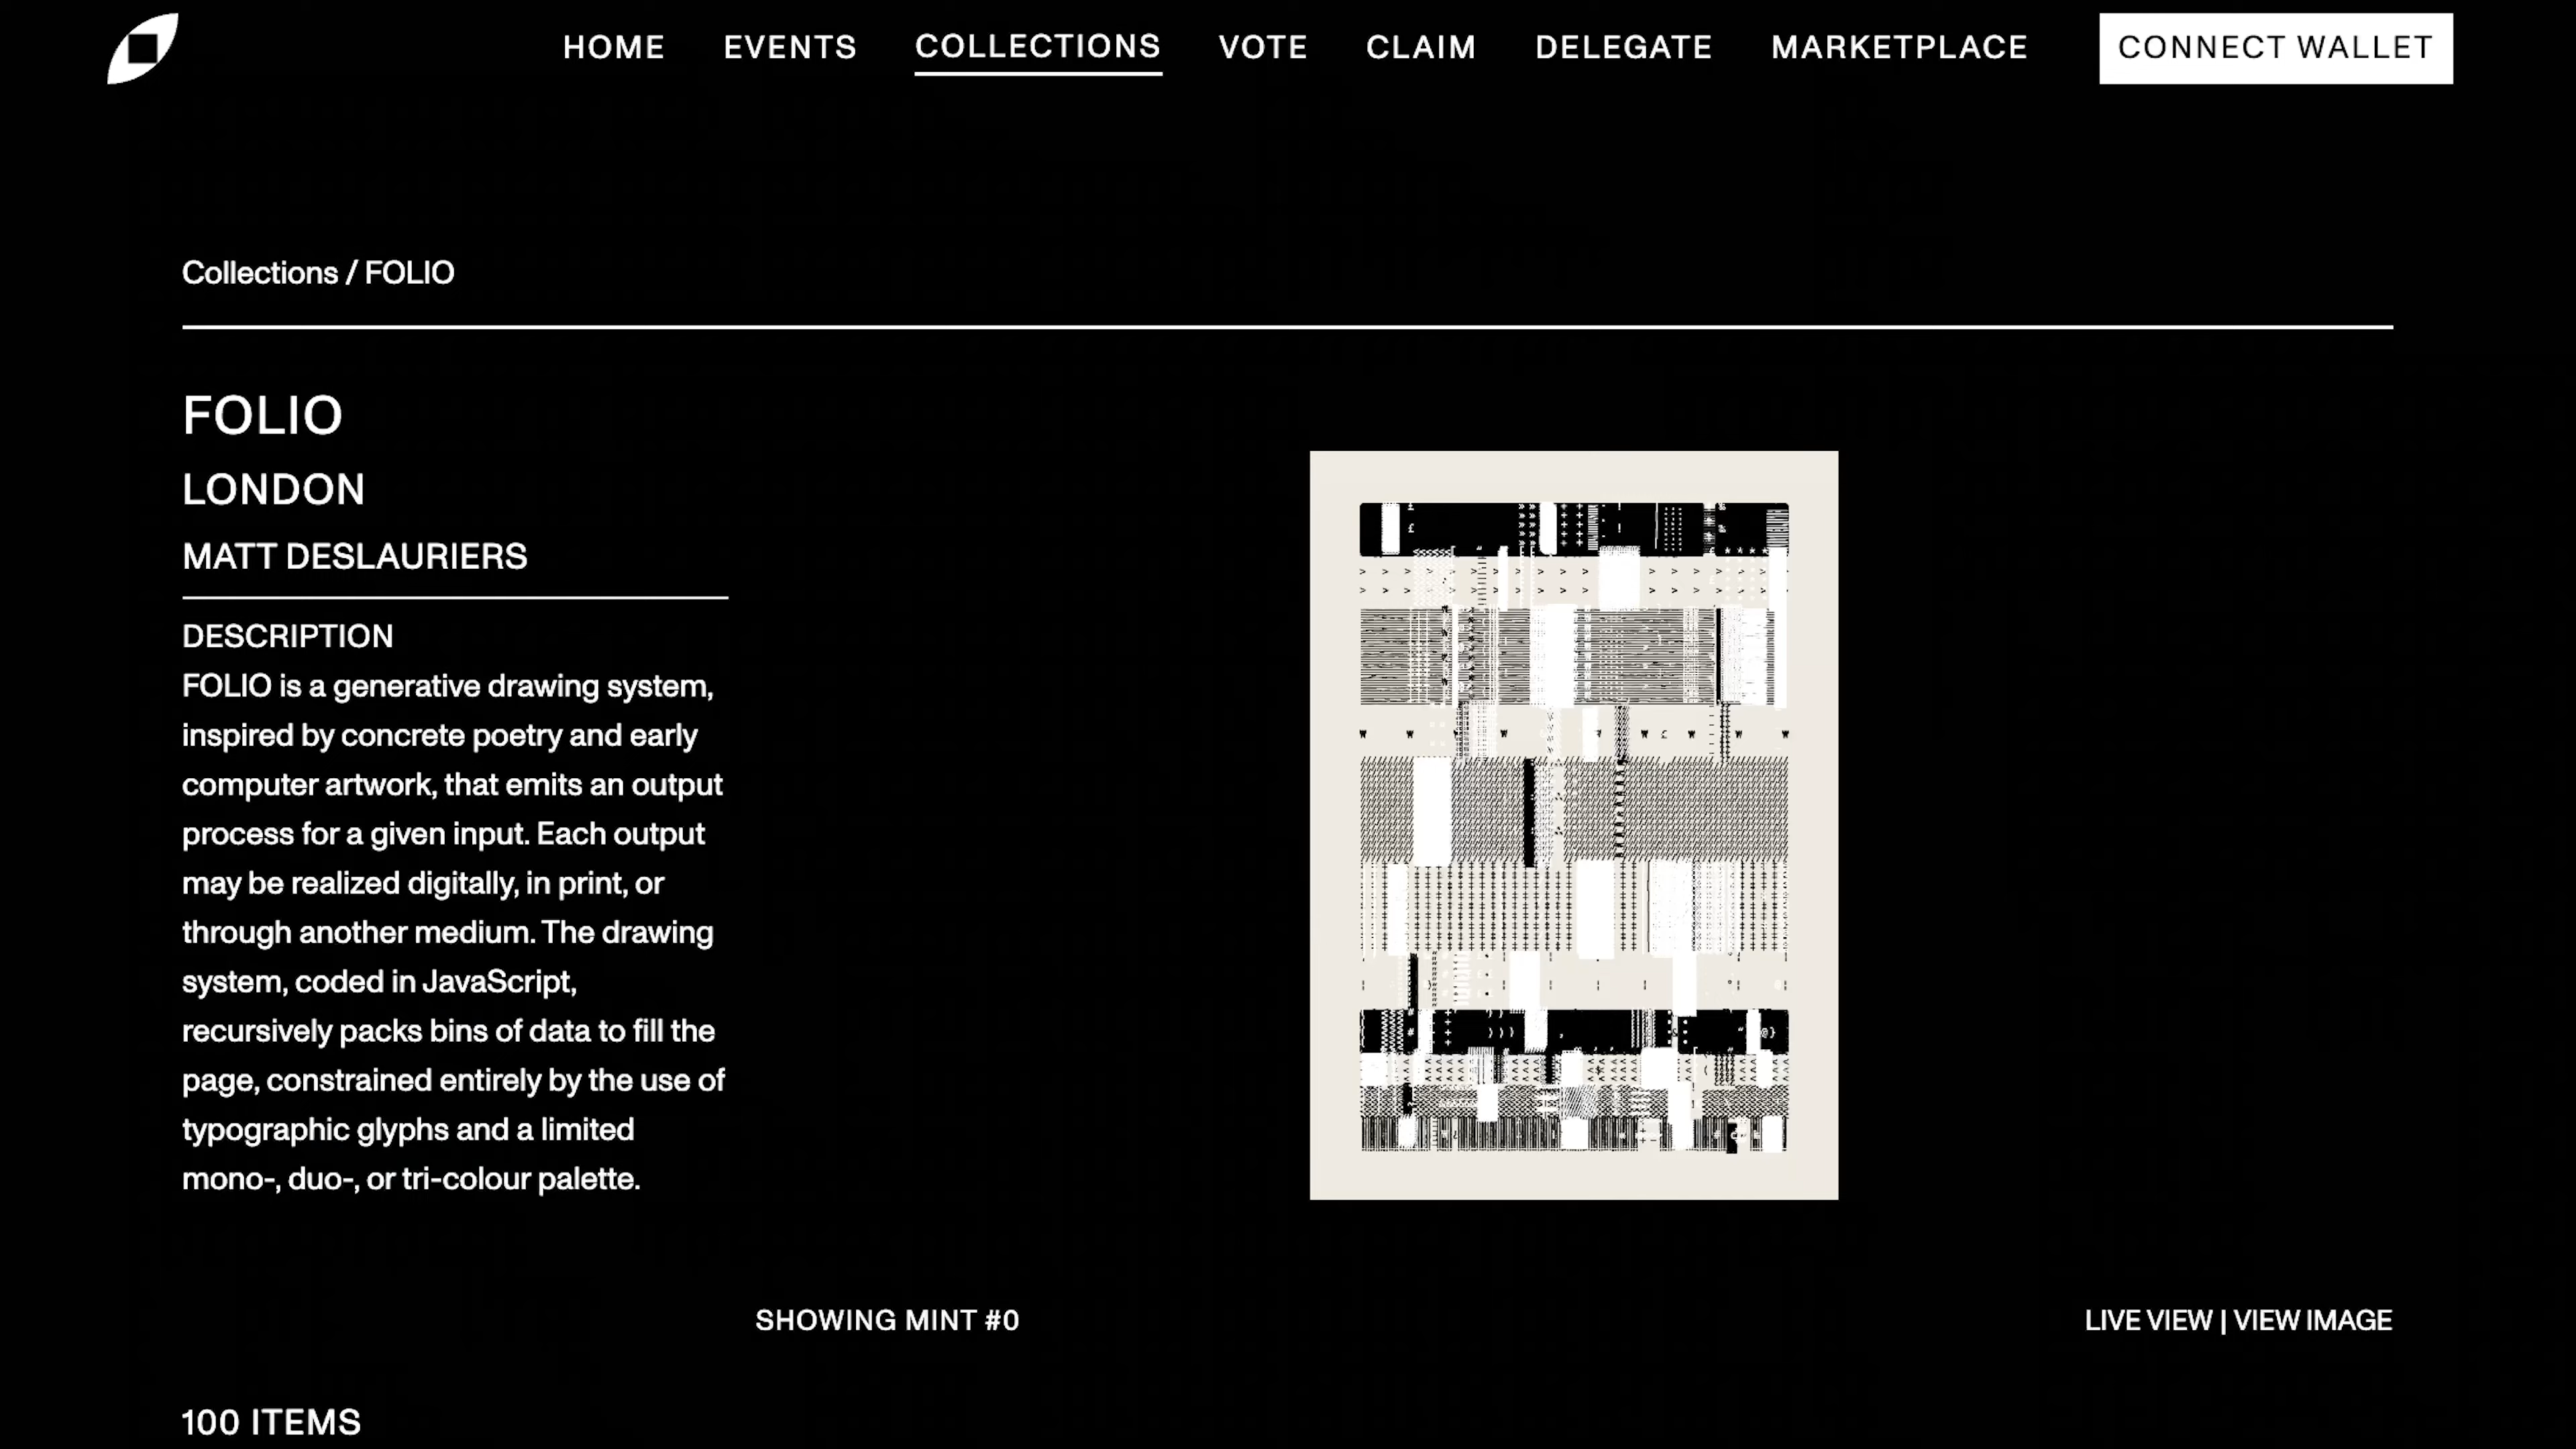 HOME EVENTS COLLECTIONS VOTE CLAIM DELEGATE MARKETPLACE CONNECT WALLET
Collections / FOLIO
FOLIO
LONDON
MATT DESLAURIERS
DESCRIPTION
FOLIO is a generative drawing system,
inspired by concrete poetry and early
computer artwork, that emits an output
process for a given input. Each output
may be realized digitally, in print, or
through another medium. The drawing
system, coded in JavaScript,
recursively packs bins of data to fill the
page, constrained entirely by the use of
typographic glyphs and a limited
mono-, duo-, or tri-colour palette.
SHOWING MINT #0
LIVE VIEW | VIEW IMAGE
100 ITEMS